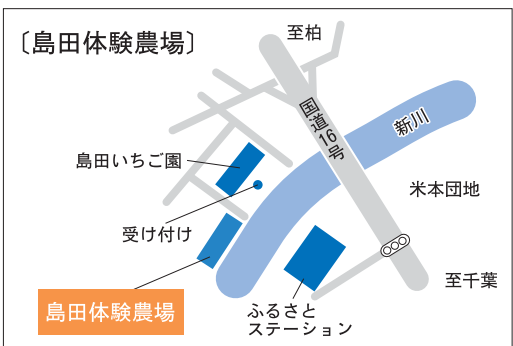 〔島田体験農場〕
至柏
国道16号
新川
島田いちご園
米本団地
受け付け
至千葉
島田体験農場
ふるさと
ステーション